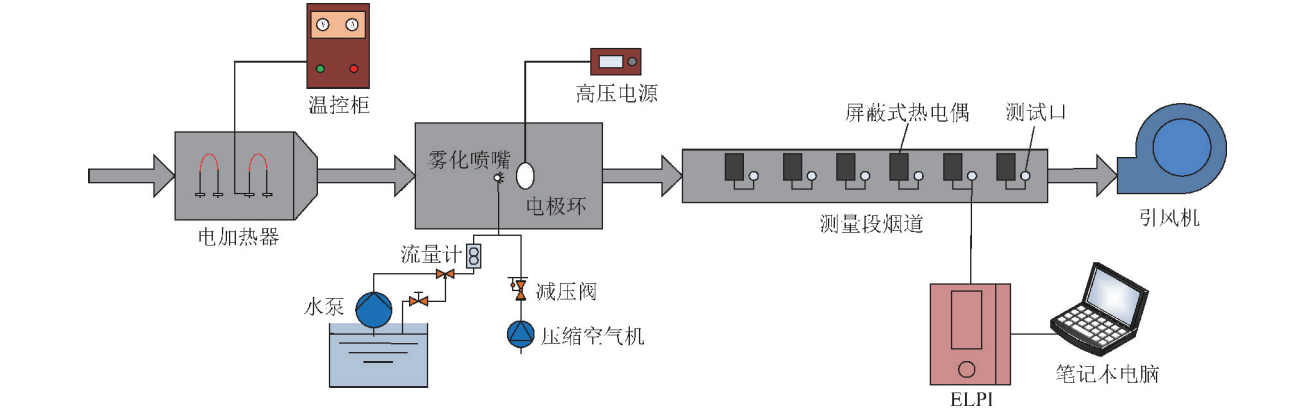 温控柜
高压电源
屏蔽式热电偶
测试口
雾化喷嘴
电极环
电加热器
测量段烟道
引风机
流量计
水泵
减压阀
压缩空气机
笔记本电脑
ELPI